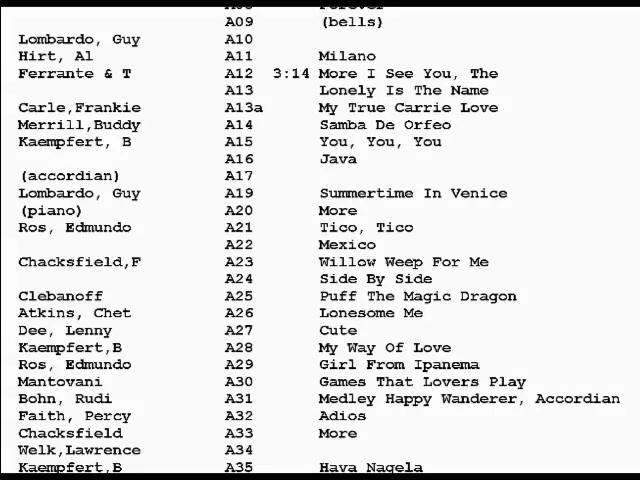 A09 (bells)
Lombardo, Guy A10
Hirt, Al A11 Milano
Ferrante & T A12 3:14 More I See You, The
A13 Lonely Is The Name
Carle,Frankie A13a My True Carrie Love
Merrill,Buddy A14 Samba De Orfeo
Kaempfert, B A15 You, You, You
A16 Java
(accordian) A17
Lombardo, Guy A19 Summertime In Venice
(piano) A20 More
Ros, Edmundo A21 Tico, Tico
A22 Mexico
Chacksfield,F A23 Willow Weep For Me
A24 Side By Side
Clebanoff A25 Puff The Magic Dragon
Atkins, Chet A26 Lonesome Me
Dee, Lenny A27 Cute
Kaempfert,B A28 My Way Of Love
Ros, Edmundo A29 Girl From Ipanema
Mantovani A30 Games That Lovers Play
Bohn, Rudi A31 Medley Happy Wanderer, Accordian
Faith, Percy A32 Adios
Chacksfield A33 More
Welk,Lawrence A34
Kaempfert,B A35 Hava Nagela